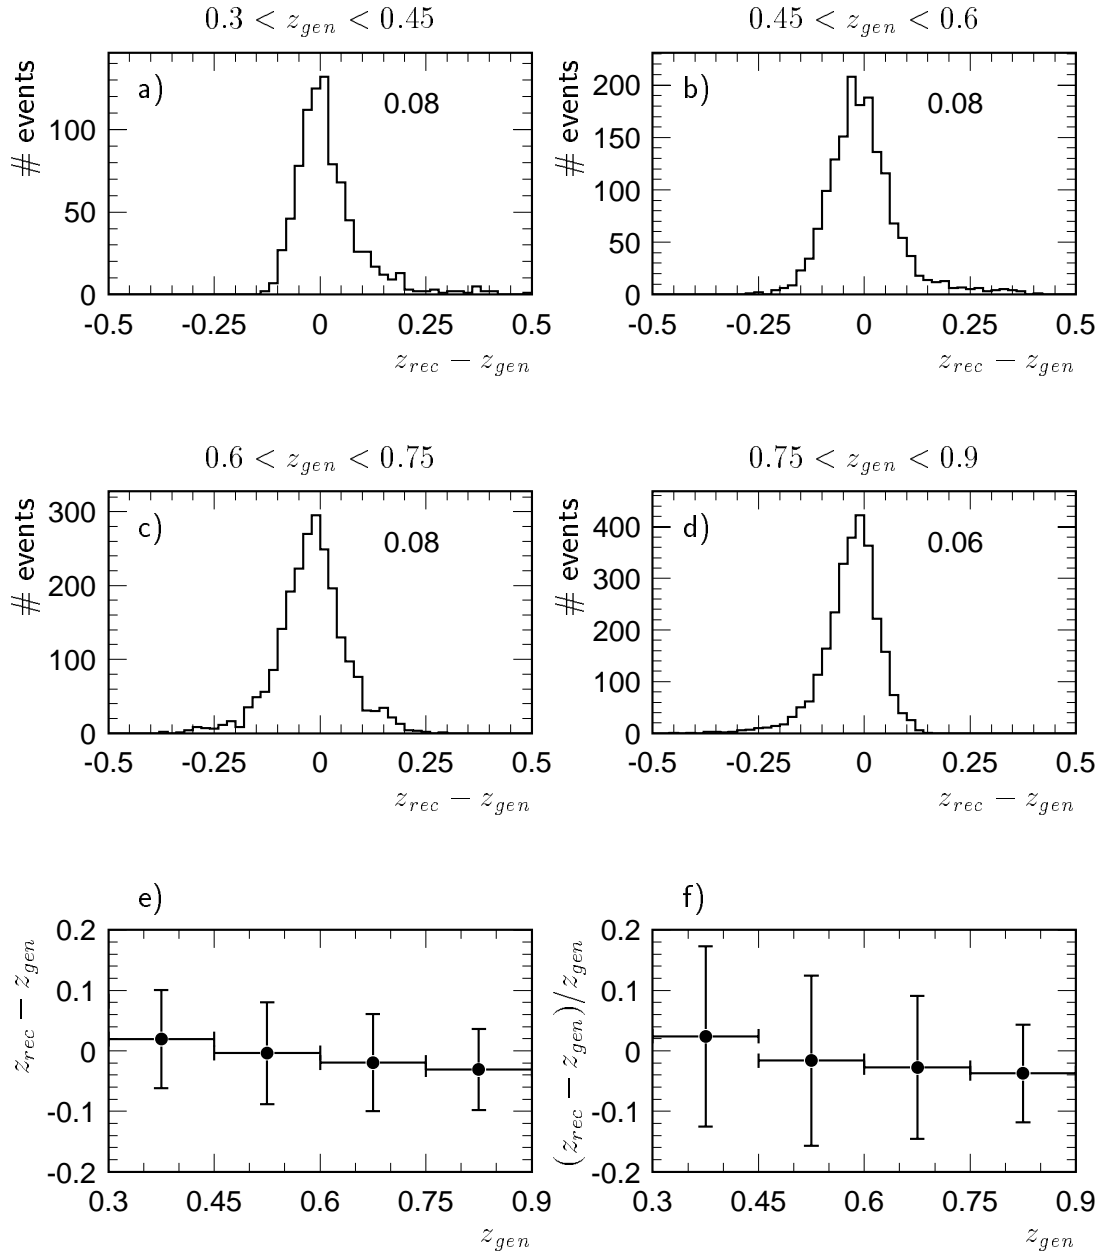 0.3 < z_gen < 0.45
0.45 < z_gen < 0.6
# events
a)
0.08
100
50
0
-0.5 -0.25 0 0.25 0.5
z_rec − z_gen
# events
b)
0.08
200
150
100
50
0
-0.5 -0.25 0 0.25 0.5
z_rec − z_gen
0.6 < z_gen < 0.75
0.75 < z_gen < 0.9
# events
c)
0.08
300
200
100
0
-0.5 -0.25 0 0.25 0.5
z_rec − z_gen
# events
d)
0.06
400
300
200
100
0
-0.5 -0.25 0 0.25 0.5
z_rec − z_gen
e)
z_rec − z_gen
0.2
0.1
0
-0.1
-0.2
0.3 0.45 0.6 0.75 0.9
z_gen
f)
(z_rec − z_gen)/z_gen
0.2
0.1
0
-0.1
-0.2
0.3 0.45 0.6 0.75 0.9
z_gen